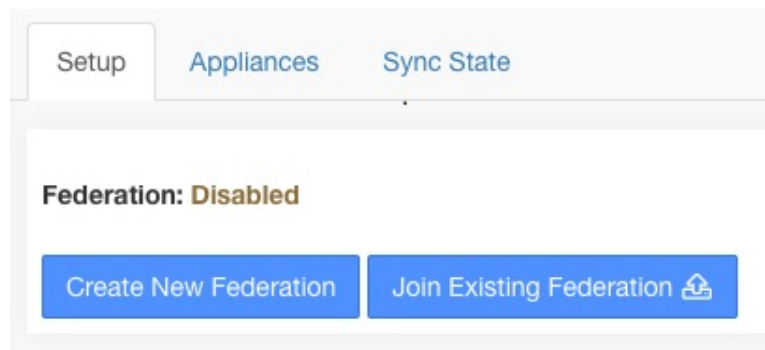 Setup Appliances Sync State
Federation: Disabled
Create New Federation Join Existing Federation